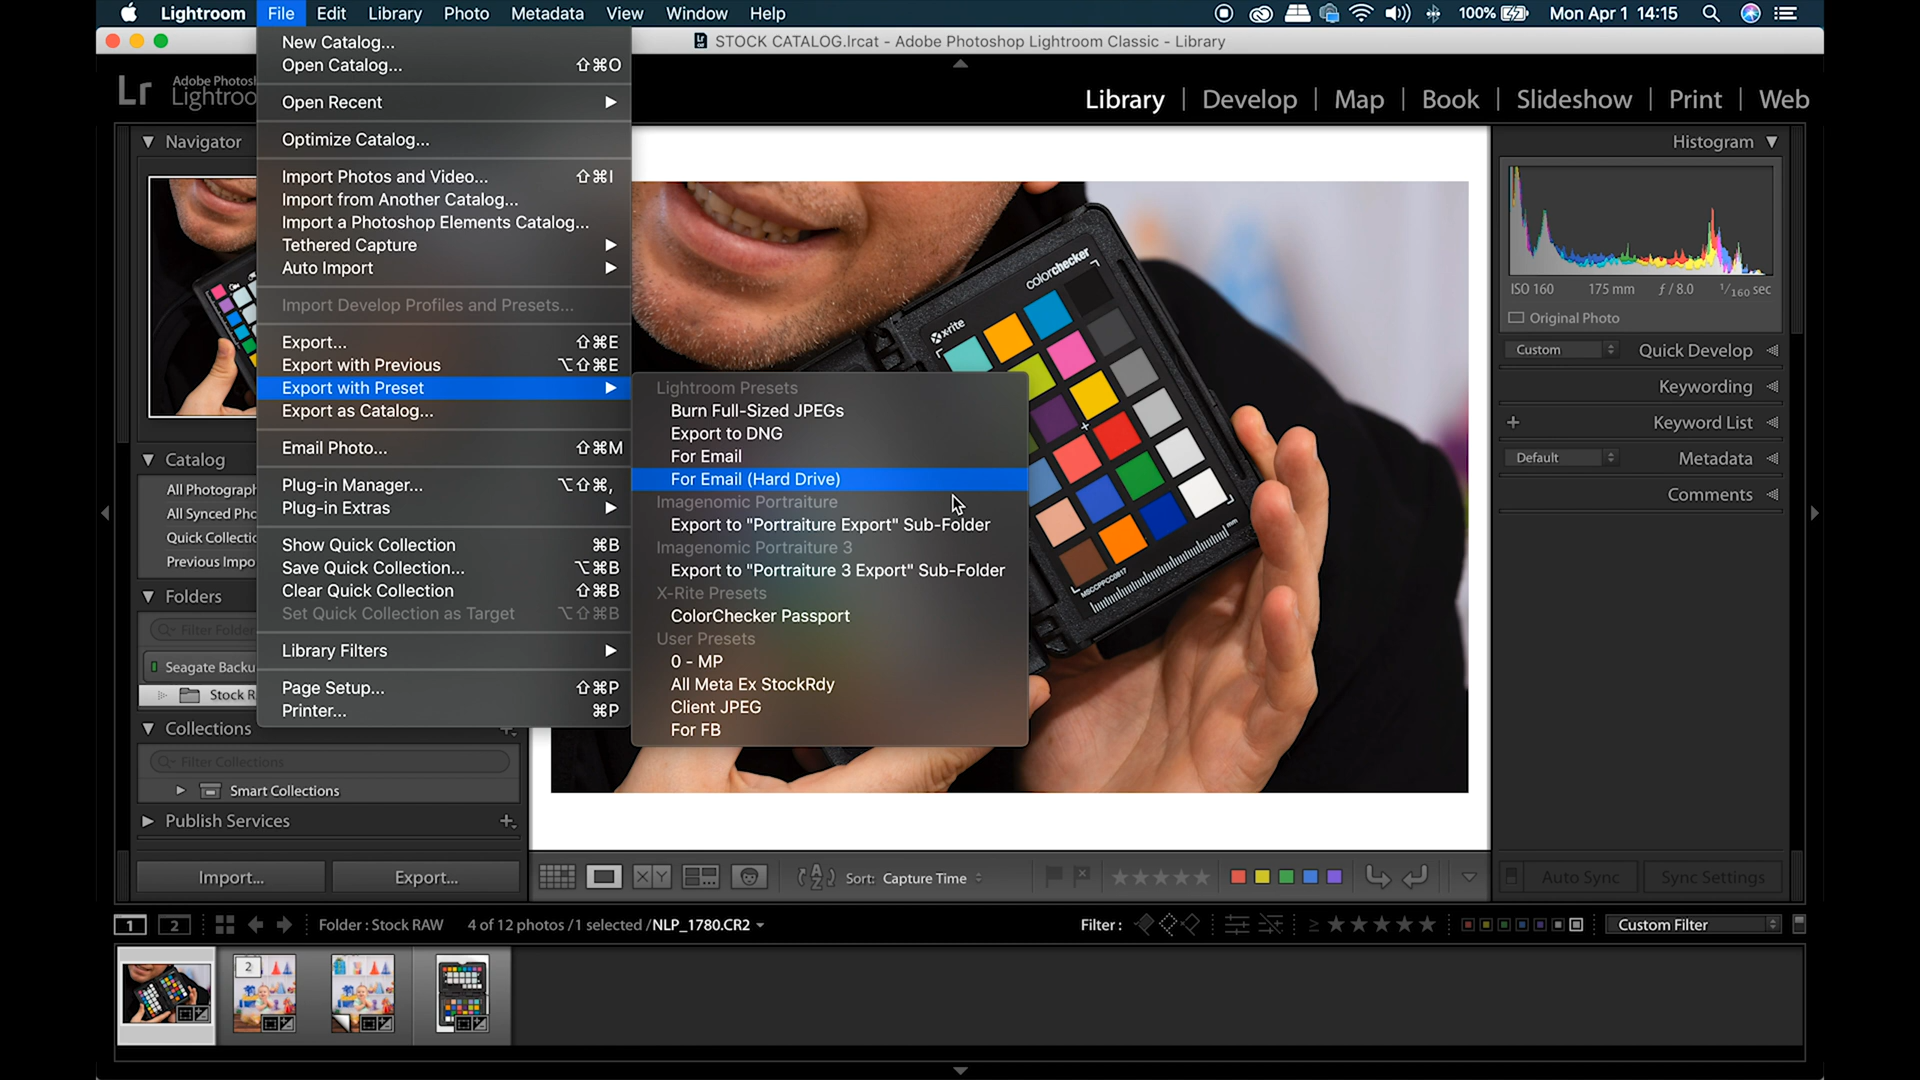 Lightroom File Edit Library Photo Metadata View Window Help 100% Mon Apr 1 14:15
STOCK CATALOG.lrcat - Adobe Photoshop Lightroom Classic - Library
Lr Adobe Photos
Lightroo
Library | Develop | Map | Book | Slideshow | Print | Web
Navigator
Catalog
All Photograph
All Synced Pho
Quick Collectio
Previous Impo
Folders
Filter Folder
Seagate Backu
Stock R
Collections
Filter Collections
Smart Collections
Publish Services
Import...
Export...
New Catalog...
Open Catalog... ⇧⌘O
Open Recent
Optimize Catalog...
Import Photos and Video... ⇧⌘I
Import from Another Catalog...
Import a Photoshop Elements Catalog...
Tethered Capture
Auto Import
Import Develop Profiles and Presets...
Export... ⇧⌘E
Export with Previous ⌥⇧⌘E
Export with Preset
Export as Catalog...
Email Photo... ⇧⌘M
Plug-in Manager... ⌥⇧⌘,
Plug-in Extras
Show Quick Collection ⌘B
Save Quick Collection... ⌥⌘B
Clear Quick Collection ⇧⌘B
Set Quick Collection as Target ⌥⇧⌘B
Library Filters
Page Setup... ⇧⌘P
Printer... ⌘P
Lightroom Presets
Burn Full-Sized JPEGs
Export to DNG
For Email
For Email (Hard Drive)
Imagenomic Portraiture
Export to "Portraiture Export" Sub-Folder
Imagenomic Portraiture 3
Export to "Portraiture 3 Export" Sub-Folder
X-Rite Presets
ColorChecker Passport
User Presets
0 - MP
All Meta Ex StockRdy
Client JPEG
For FB
x·rite
colorchecker
MSCCPPCC0817
mm
Histogram
ISO 160 175 mm ƒ / 8.0 1/160 sec
Original Photo
Custom Quick Develop
Keywording
Keyword List
Default Metadata
Comments
Auto Sync Sync Settings
X Y
A Z Sort: Capture Time
1 2 Folder : Stock RAW 4 of 12 photos / 1 selected / NLP_1780.CR2 Filter : ≥ Custom Filter
2